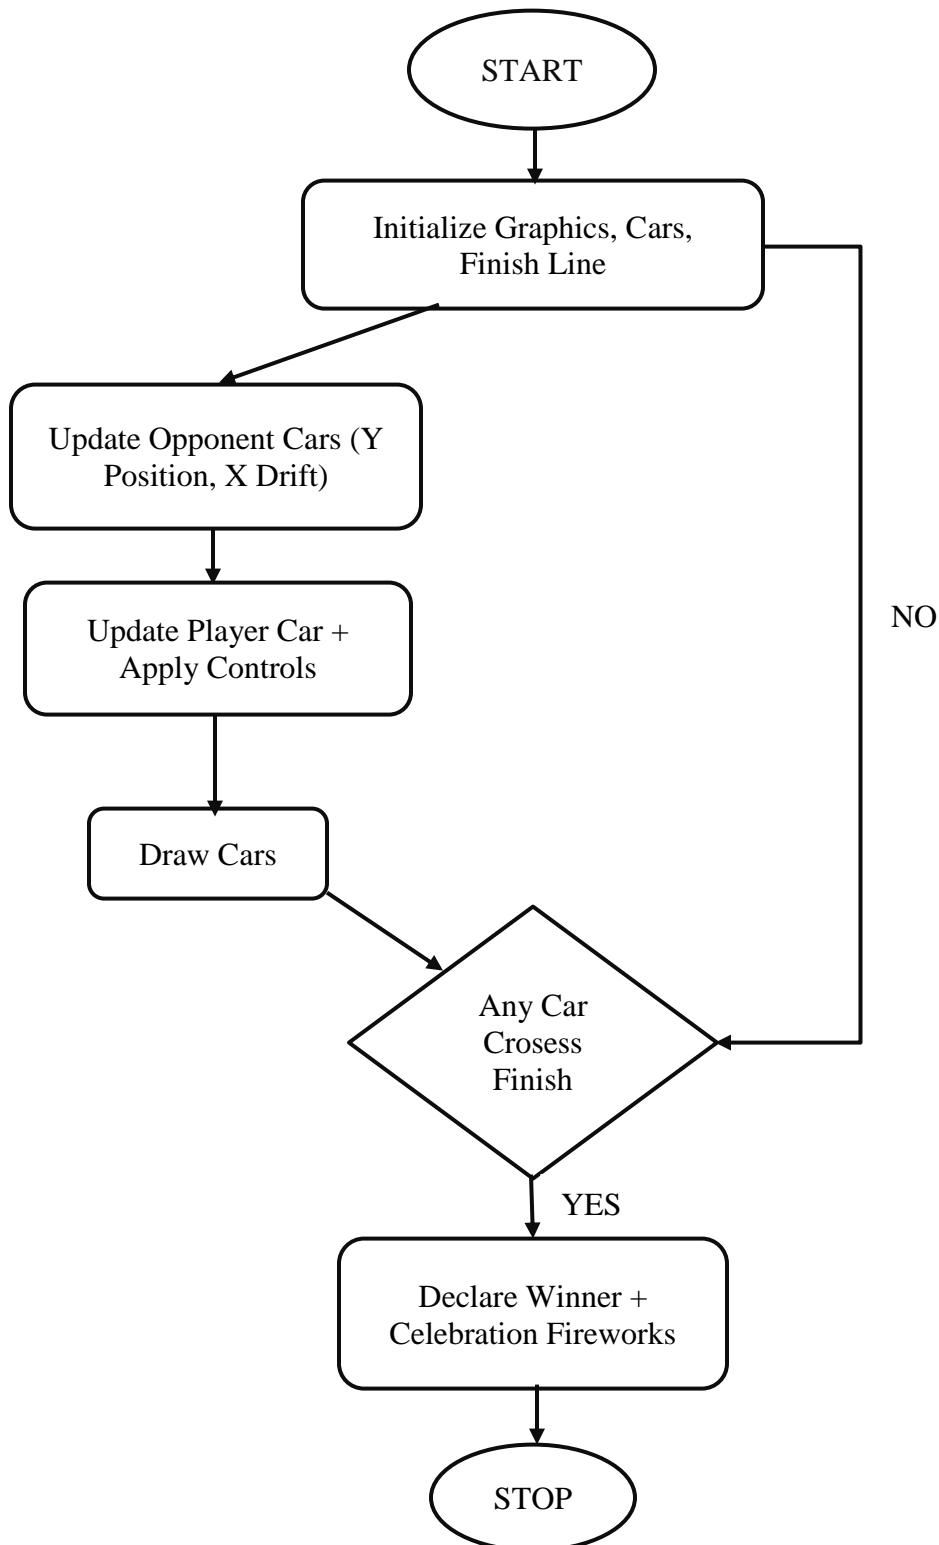 START
Initialize Graphics, Cars,
Finish Line
Update Opponent Cars (Y
Position, X Drift)
Update Player Car +
Apply Controls
NO
Draw Cars
Any Car
Crosess
Finish
YES
Declare Winner +
Celebration Fireworks
STOP